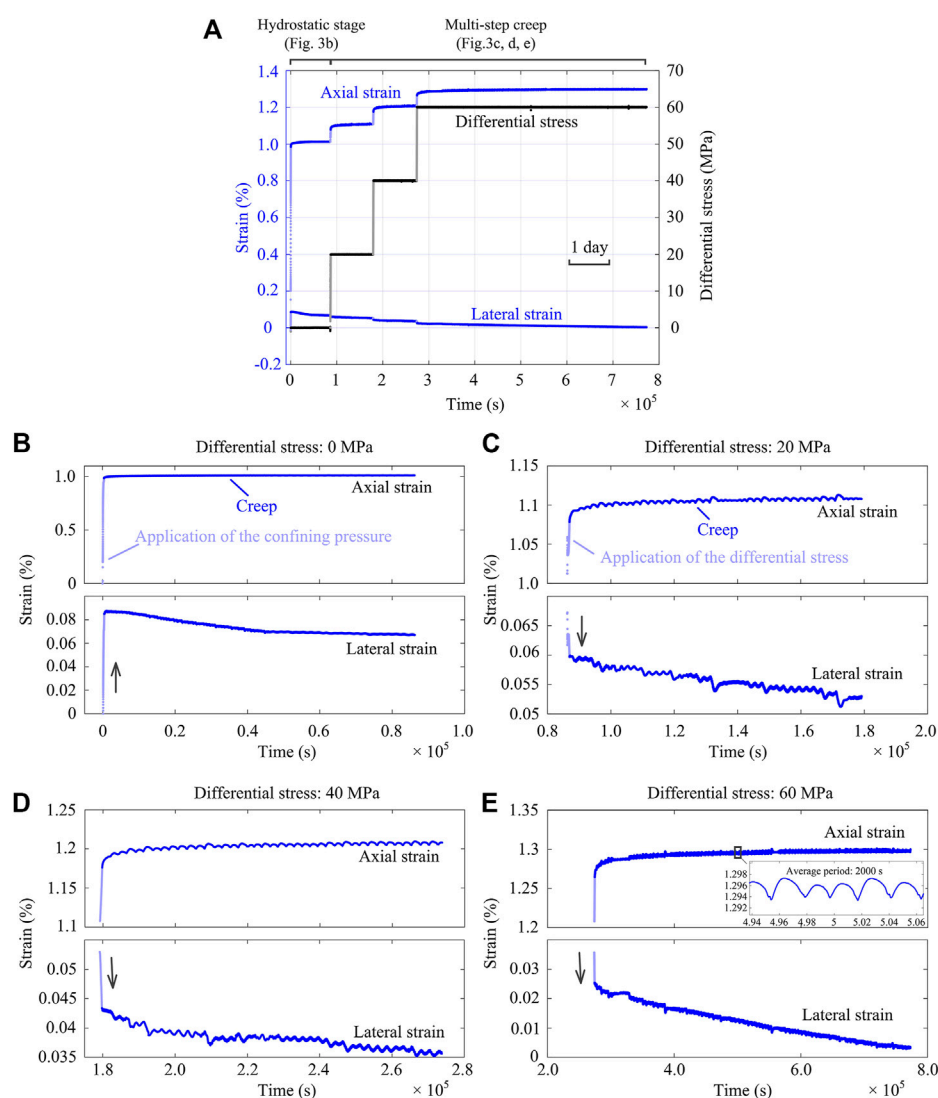 A
Hydrostatic stage
(Fig. 3b)
Multi-step creep
(Fig.3c, d, e)
1.4
1.2
1.0
0.8
0.6
0.4
0.2
0
-0.2
Strain (%)
Axial strain
Differential stress
1 day
Lateral strain
70
60
50
40
30
20
10
0
Differential stress (MPa)
0 1 2 3 4 5 6 7 8
Time (s)
× 10⁵
B
Differential stress: 0 MPa
1.0
0.5
0
Axial strain
Creep
Application of the confining pressure
Strain (%)
0.08
0.06
0.04
0.02
0
Lateral strain
0 0.2 0.4 0.6 0.8 1.0
Time (s)
× 10⁵
C
Differential stress: 20 MPa
1.15
1.10
1.05
1.0
Axial strain
Creep
Application of the differential stress
Strain (%)
0.065
0.06
0.055
0.05
Lateral strain
0.8 1.0 1.2 1.4 1.6 1.8 2.0
Time (s)
× 10⁵
D
Differential stress: 40 MPa
1.25
1.2
1.15
1.1
Axial strain
Strain (%)
0.05
0.045
0.04
0.035
Lateral strain
1.8 2.0 2.2 2.4 2.6 2.8
Time (s)
× 10⁵
E
Differential stress: 60 MPa
1.35
1.3
1.25
1.2
Axial strain
Average period: 2000 s
1.298
1.296
1.294
1.292
4.94 4.96 4.98 5 5.02 5.04 5.06
Strain (%)
0.03
0.02
0.01
0
Lateral strain
2.0 4.0 6.0 8.0
Time (s)
× 10⁵